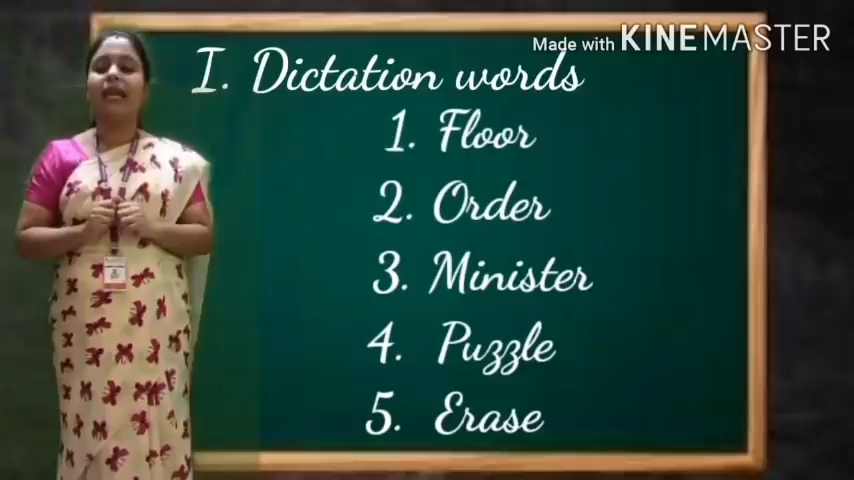 Made with KINEMASTER
I. Dictation words
1. Floor
2. Order
3. Minister
4. Puzzle
5. Erase